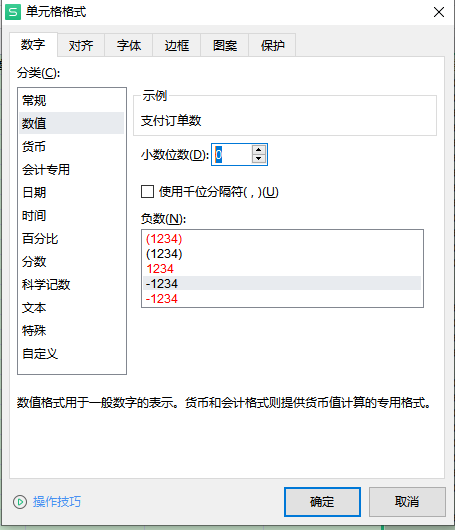 单元格格式
数字 对齐 字体 边框 图案 保护
分类(C):
常规
数值
货币
会计专用
日期
时间
百分比
分数
科学记数
文本
特殊
自定义
示例
支付订单数
小数位数(D): 0
使用千位分隔符(,)(U)
负数(N):
(1234)
(1234)
1234
-1234
-1234
数值格式用于一般数字的表示。货币和会计格式则提供货币值计算的专用格式。
操作技巧 确定 取消